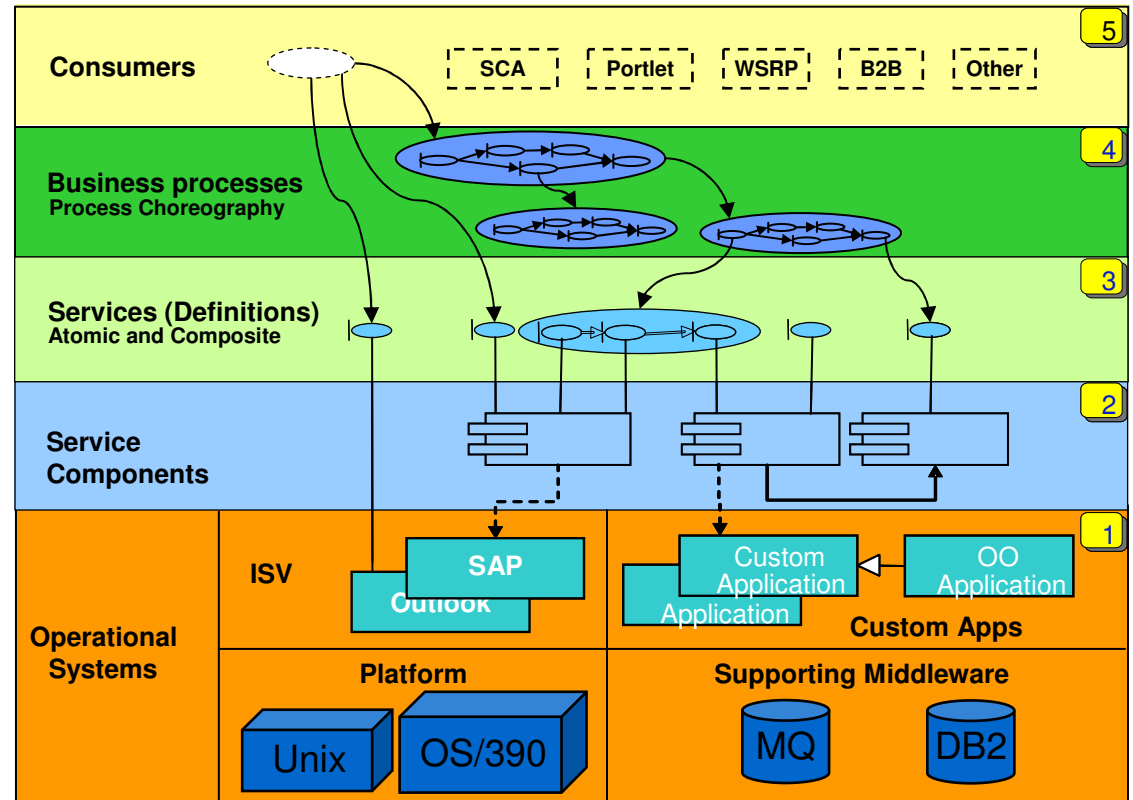 5
Consumers
SCA
Portlet
WSRP
B2B
Other
4
Business processes
Process Choreography
3
Services (Definitions)
Atomic and Composite
2
Service
Components
1
ISV
SAP
Outlook
Custom
Application
Application
OO
Application
Custom Apps
Operational
Systems
Platform
Supporting Middleware
Unix
OS/390
MQ
DB2